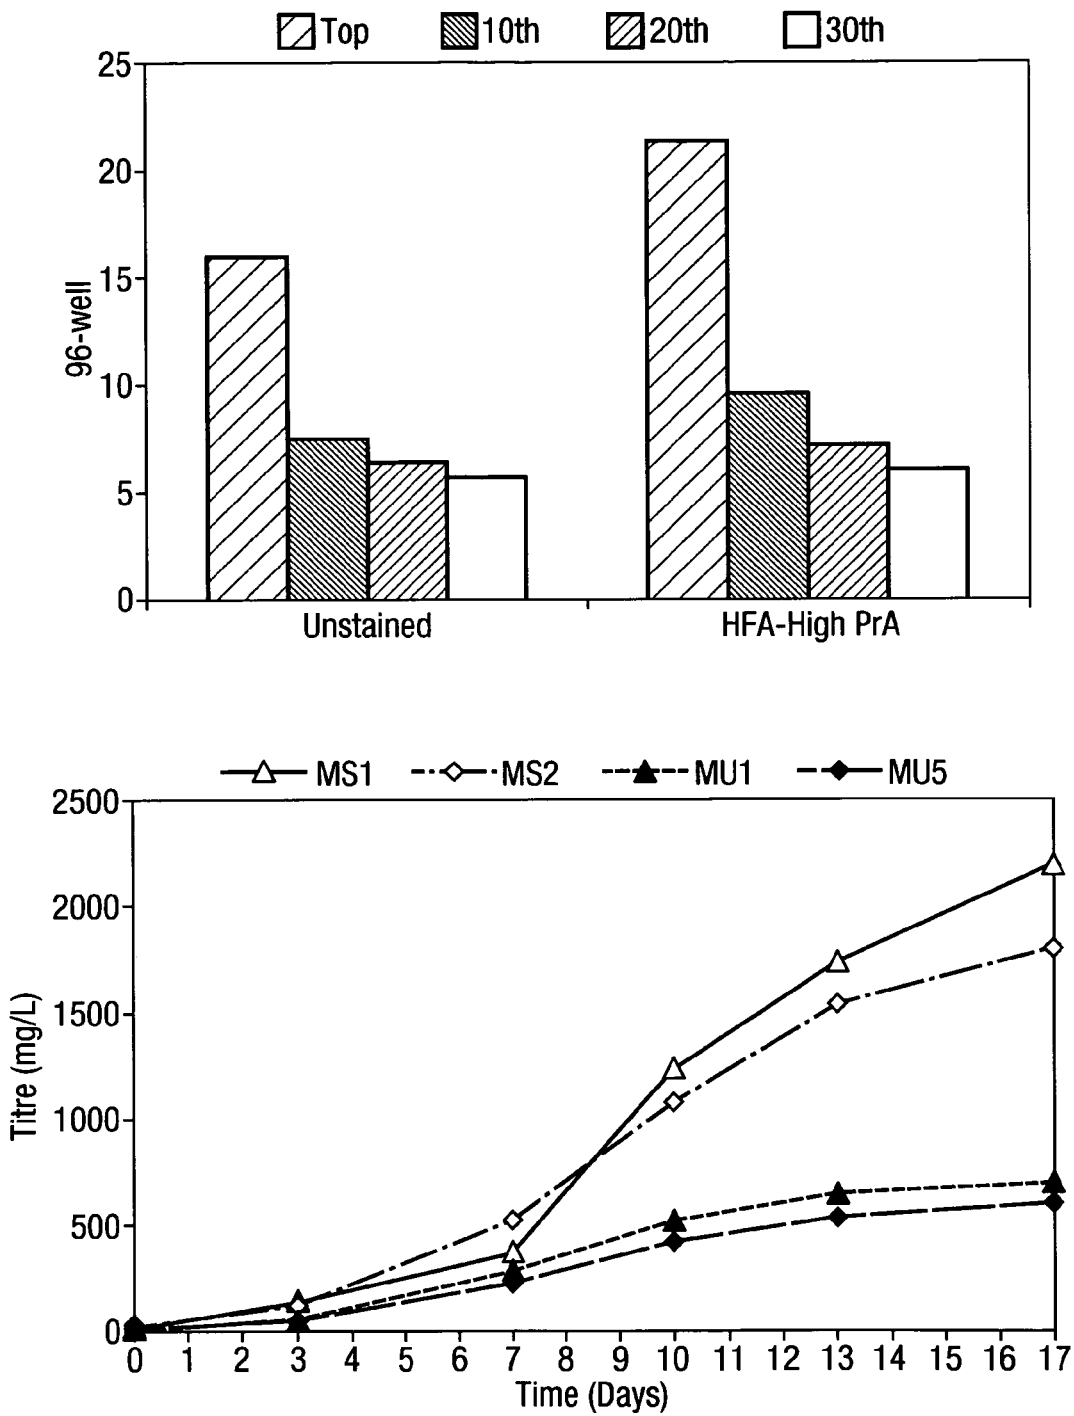 Top 10th 20th 30th
25
20
15
10
5
0
96-well
Unstained HFA-High PrA
MS1 MS2 MU1 MU5
2500
2000
1500
1000
500
0
Titre (mg/L)
0 1 2 3 4 5 6 7 8 9 10 11 12 13 14 15 16 17
Time (Days)